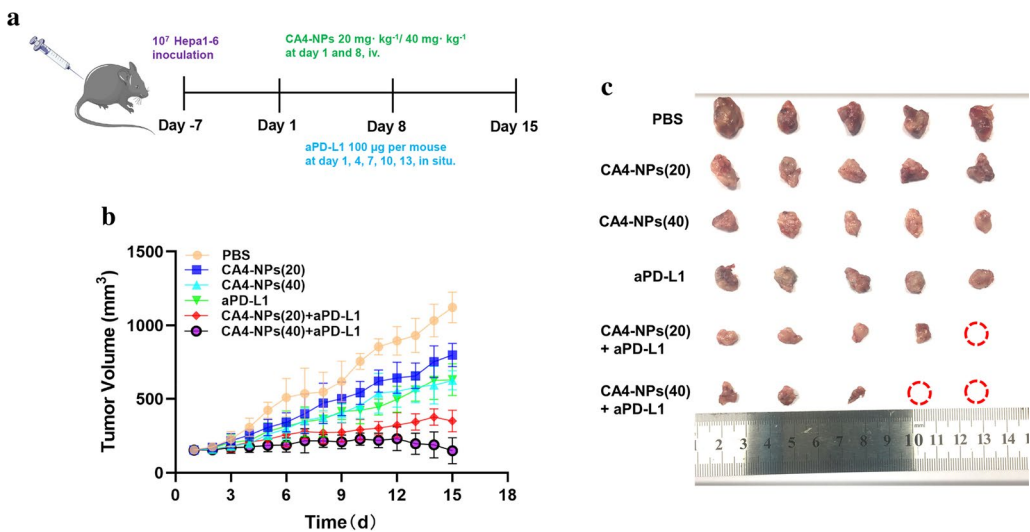 a
10⁷ Hepa1-6
inoculation
CA4-NPs 20 mg· kg⁻¹/ 40 mg· kg⁻¹
at day 1 and 8, iv.
Day -7
Day 1
Day 8
Day 15
aPD-L1 100 μg per mouse
at day 1, 4, 7, 10, 13, in situ.
b
Tumor Volume (mm³)
1500
1000
500
0
0
3
6
9
12
15
18
Time (d)
PBS
CA4-NPs(20)
CA4-NPs(40)
aPD-L1
CA4-NPs(20)+aPD-L1
CA4-NPs(40)+aPD-L1
c
PBS
CA4-NPs(20)
CA4-NPs(40)
aPD-L1
CA4-NPs(20)
+ aPD-L1
CA4-NPs(40)
+ aPD-L1
1 2 3 4 5 6 7 8 9 10 11 12 13 14